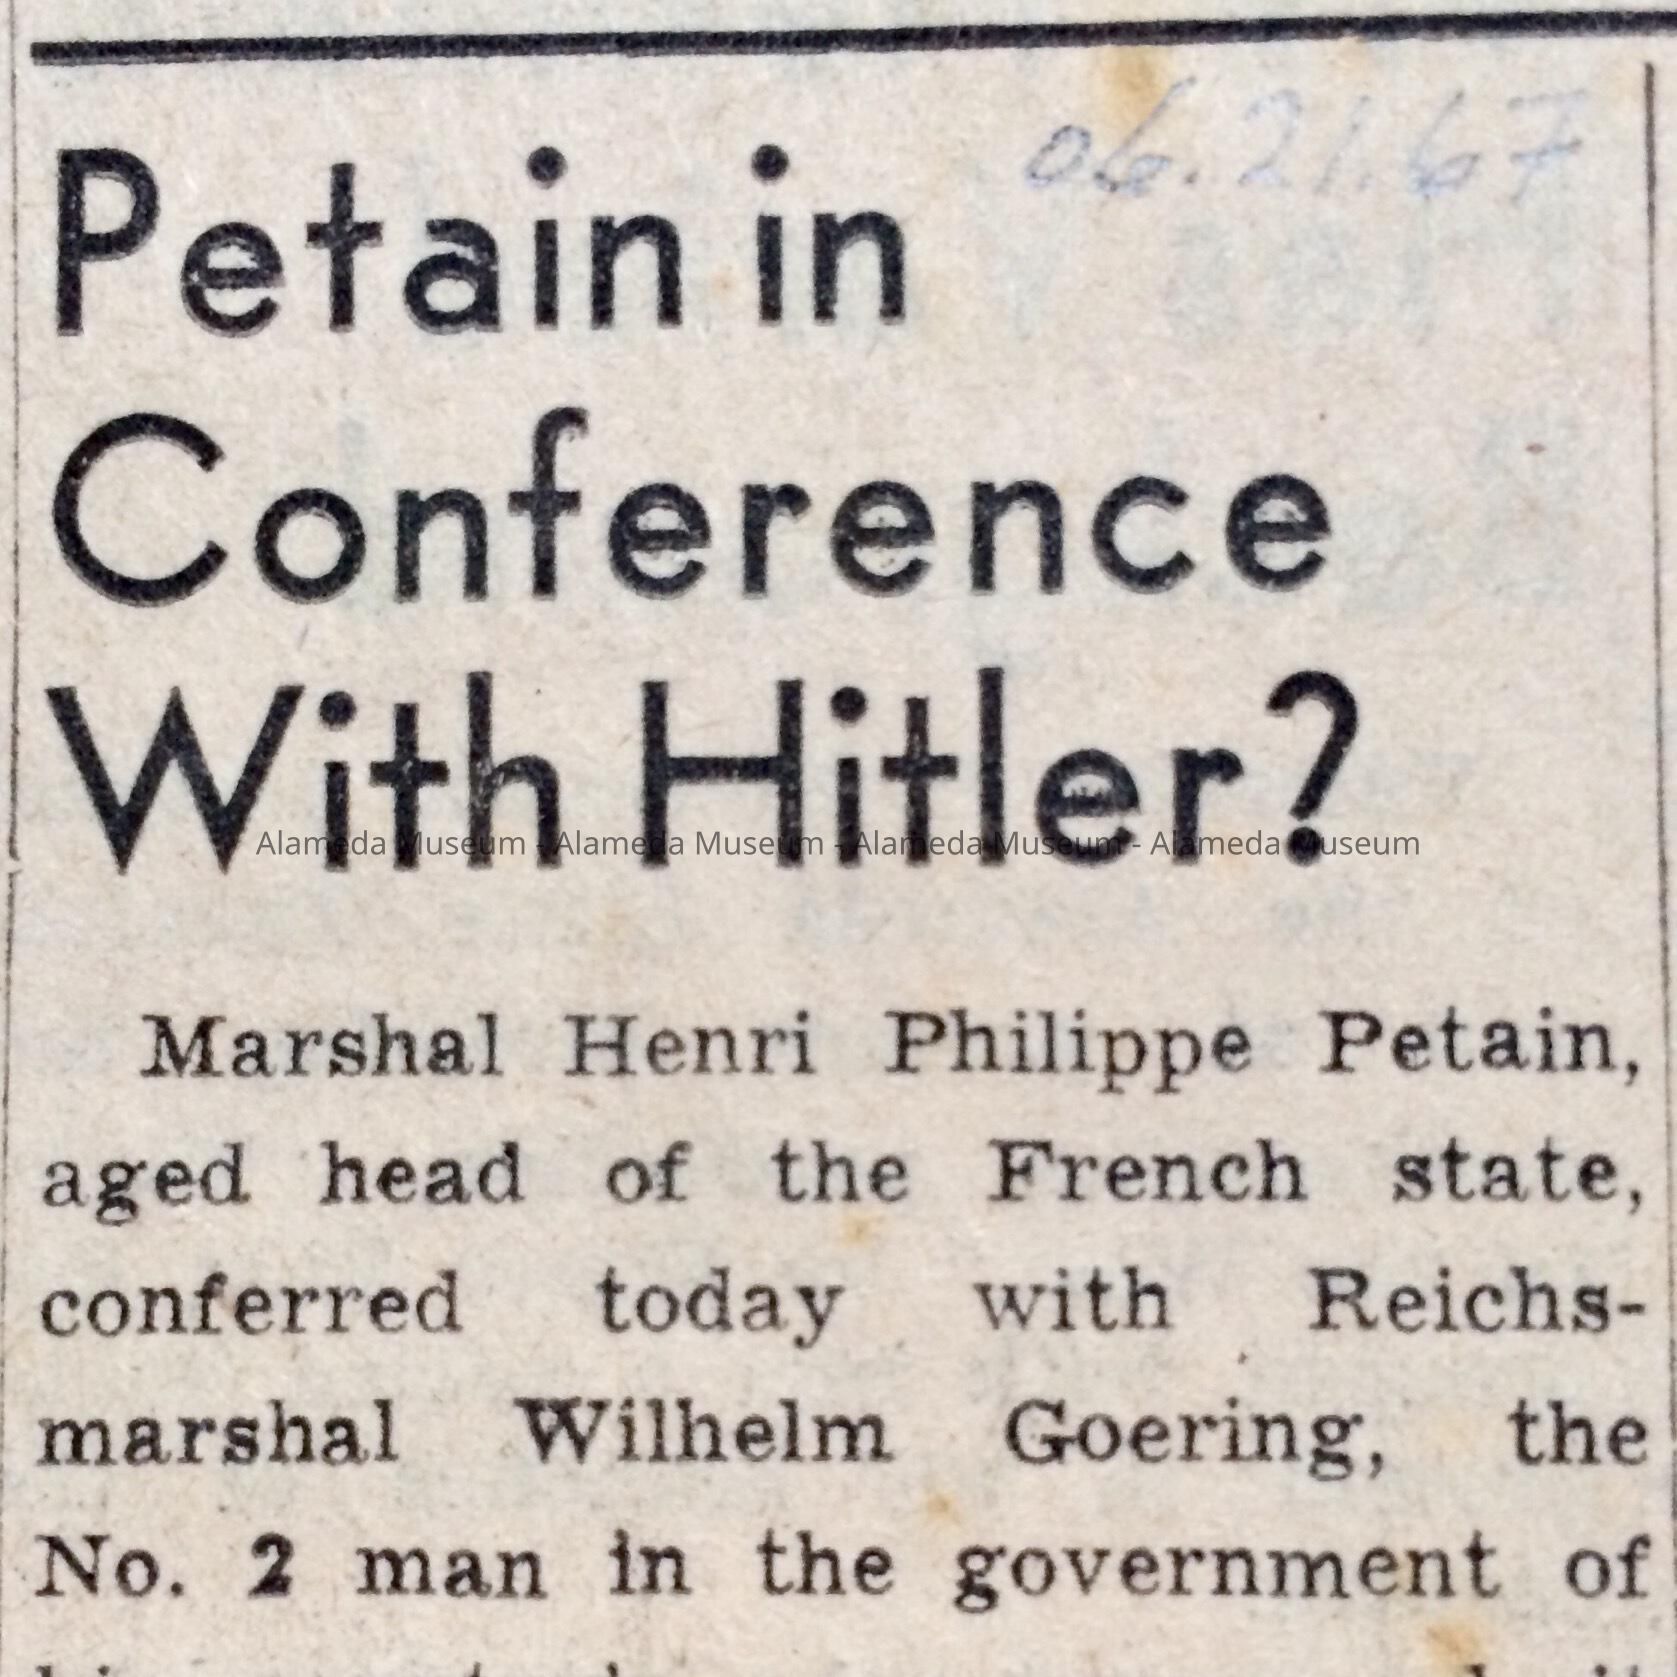 06.21.67
Petain in
Conference
With Hitler?
Alameda Museum - Alameda Museum - Alameda Museum - Alameda Museum
Marshal Henri Philippe Petain,
aged head of the French state,
conferred today with Reichs-
marshal Wilhelm Goering, the
No. 2 man in the government of